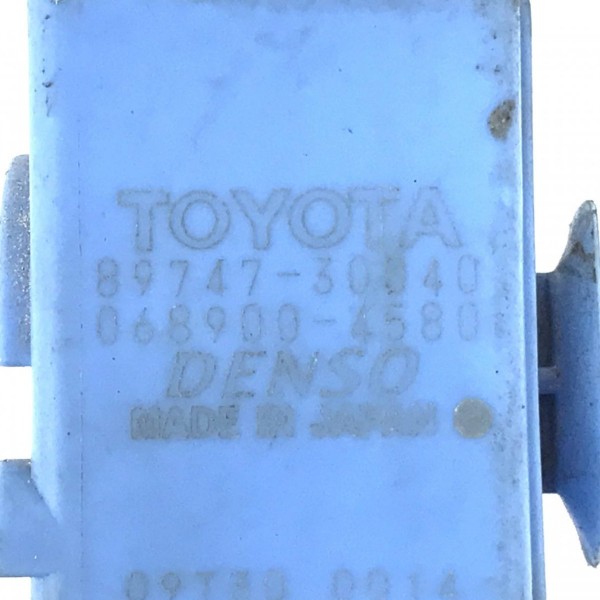 TOYOTA
89747-30040
068900-4580
DENSO
MADE IN JAPAN